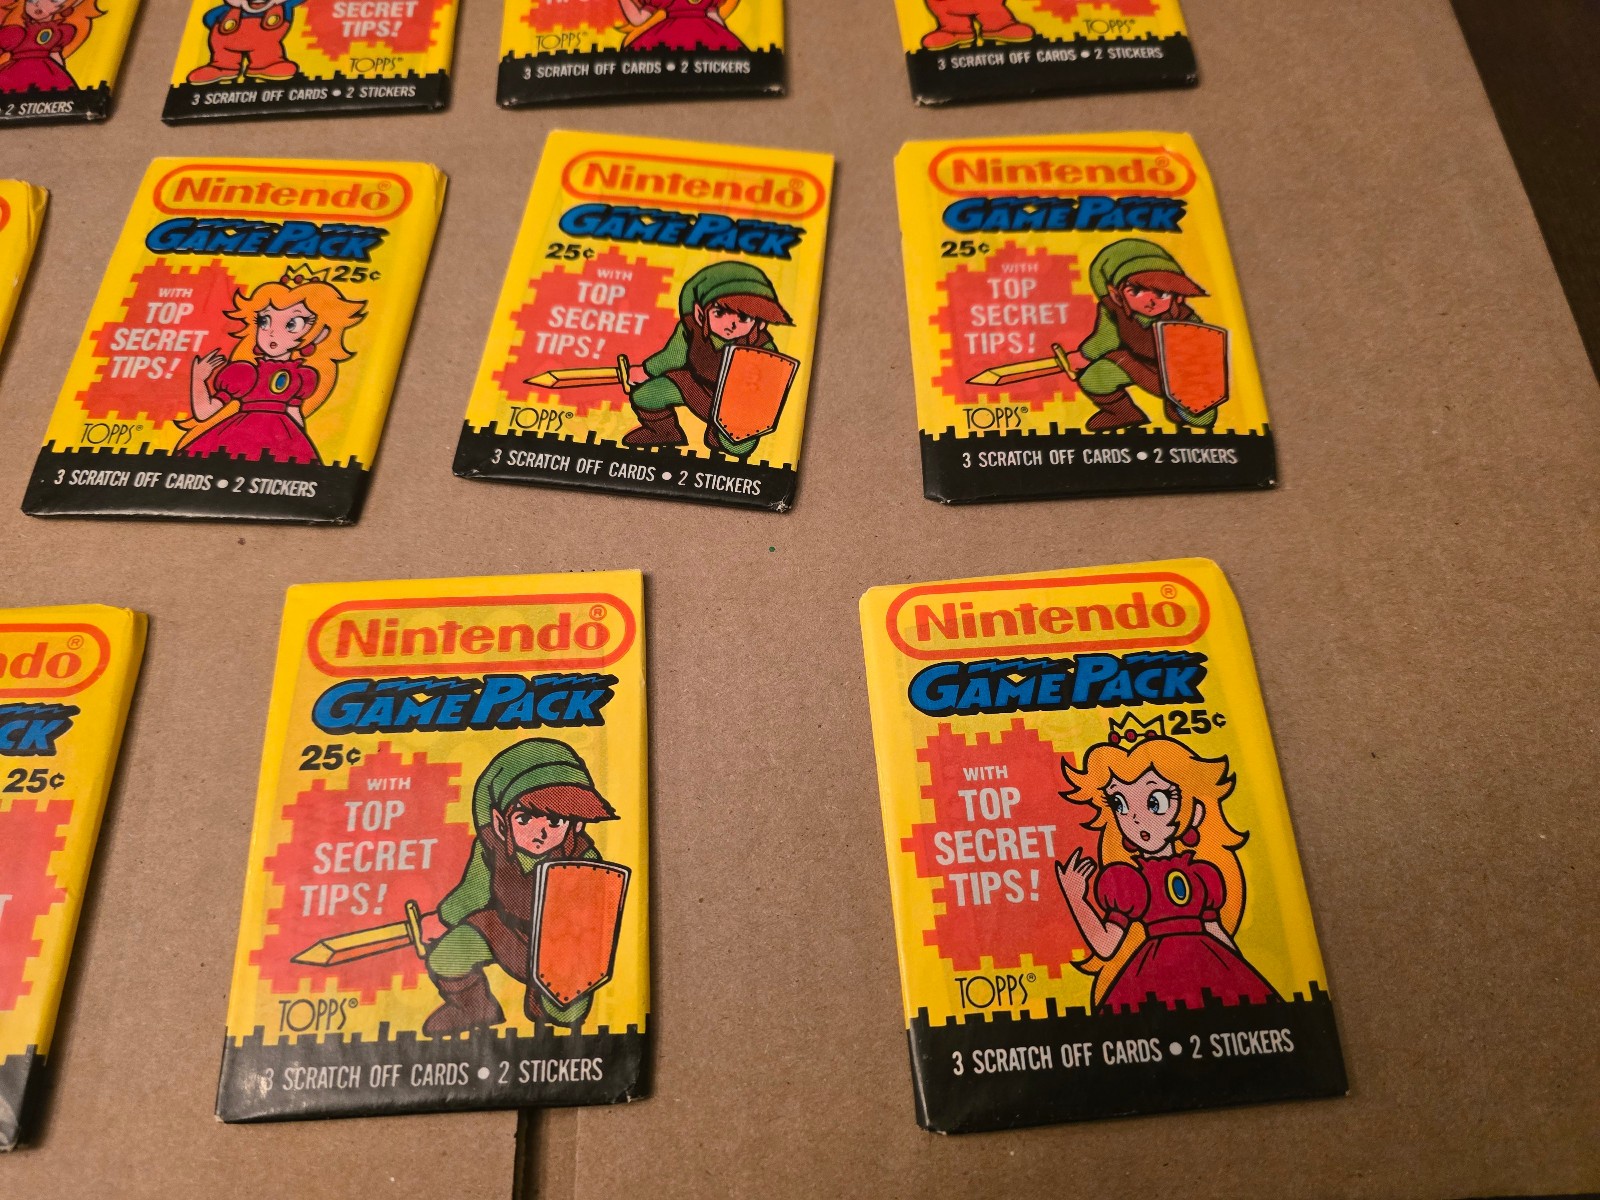 2 STICKERS
SECRET
TIPS!
TOPPS®
3 SCRATCH OFF CARDS • 2 STICKERS
TIPS!
TOPPS®
3 SCRATCH OFF CARDS • 2 STICKERS
TOPPS®
3 SCRATCH OFF CARDS • 2 STICKERS
Nintendo®
GAME PACK
25¢
WITH
TOP
SECRET
TIPS!
TOPPS®
3 SCRATCH OFF CARDS • 2 STICKERS
Nintendo®
GAME PACK
25¢
WITH
TOP
SECRET
TIPS!
TOPPS®
3 SCRATCH OFF CARDS • 2 STICKERS
Nintendo®
GAME PACK
25¢
WITH
TOP
SECRET
TIPS!
TOPPS®
3 SCRATCH OFF CARDS • 2 STICKERS
ndo®
CK
25¢
T
Nintendo®
GAME PACK
25¢
WITH
TOP
SECRET
TIPS!
TOPPS®
3 SCRATCH OFF CARDS • 2 STICKERS
Nintendo®
GAME PACK
25¢
WITH
TOP
SECRET
TIPS!
TOPPS®
3 SCRATCH OFF CARDS • 2 STICKERS